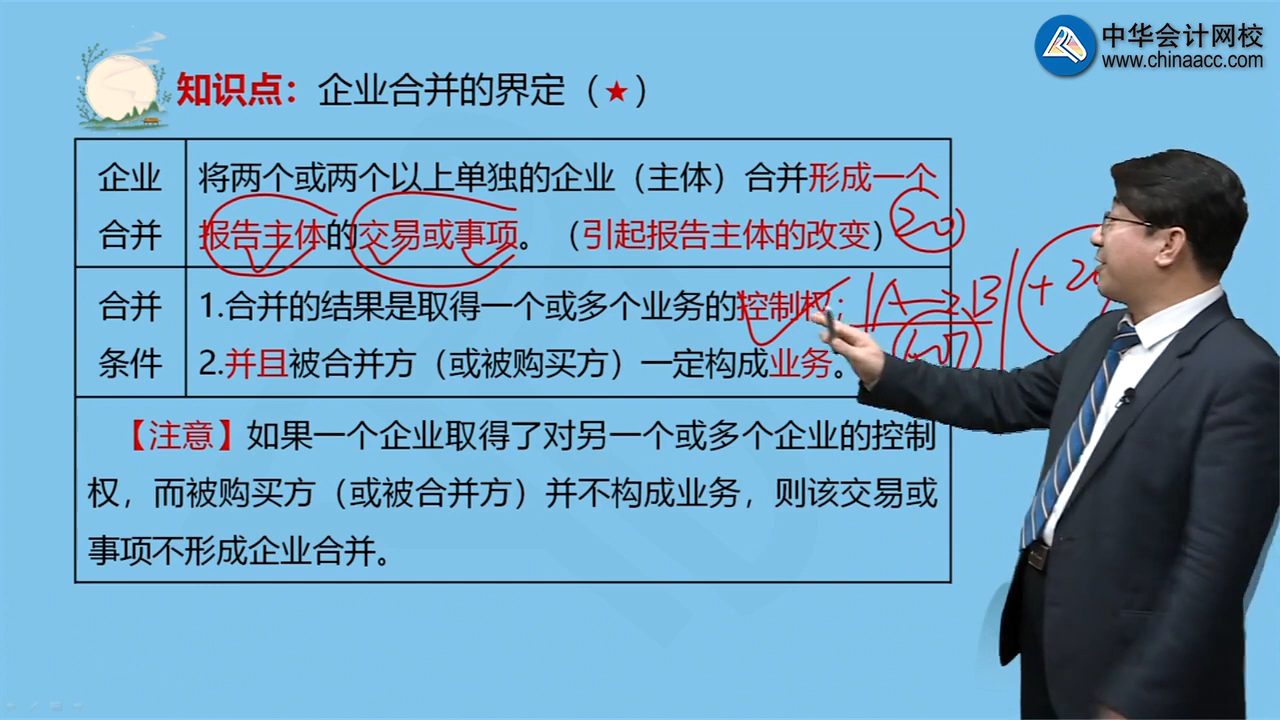 中华会计网校
www.chinaacc.com
知识点：企业合并的界定（★）
企业合并
将两个或两个以上单独的企业（主体）合并形成一个
报告主体的交易或事项。（引起报告主体的改变）
合并条件
1.合并的结果是取得一个或多个业务的控制权；
2.并且被合并方（或被购买方）一定构成业务。
【注意】如果一个企业取得了对另一个或多个企业的控制
权，而被购买方（或被合并方）并不构成业务，则该交易或
事项不形成企业合并。